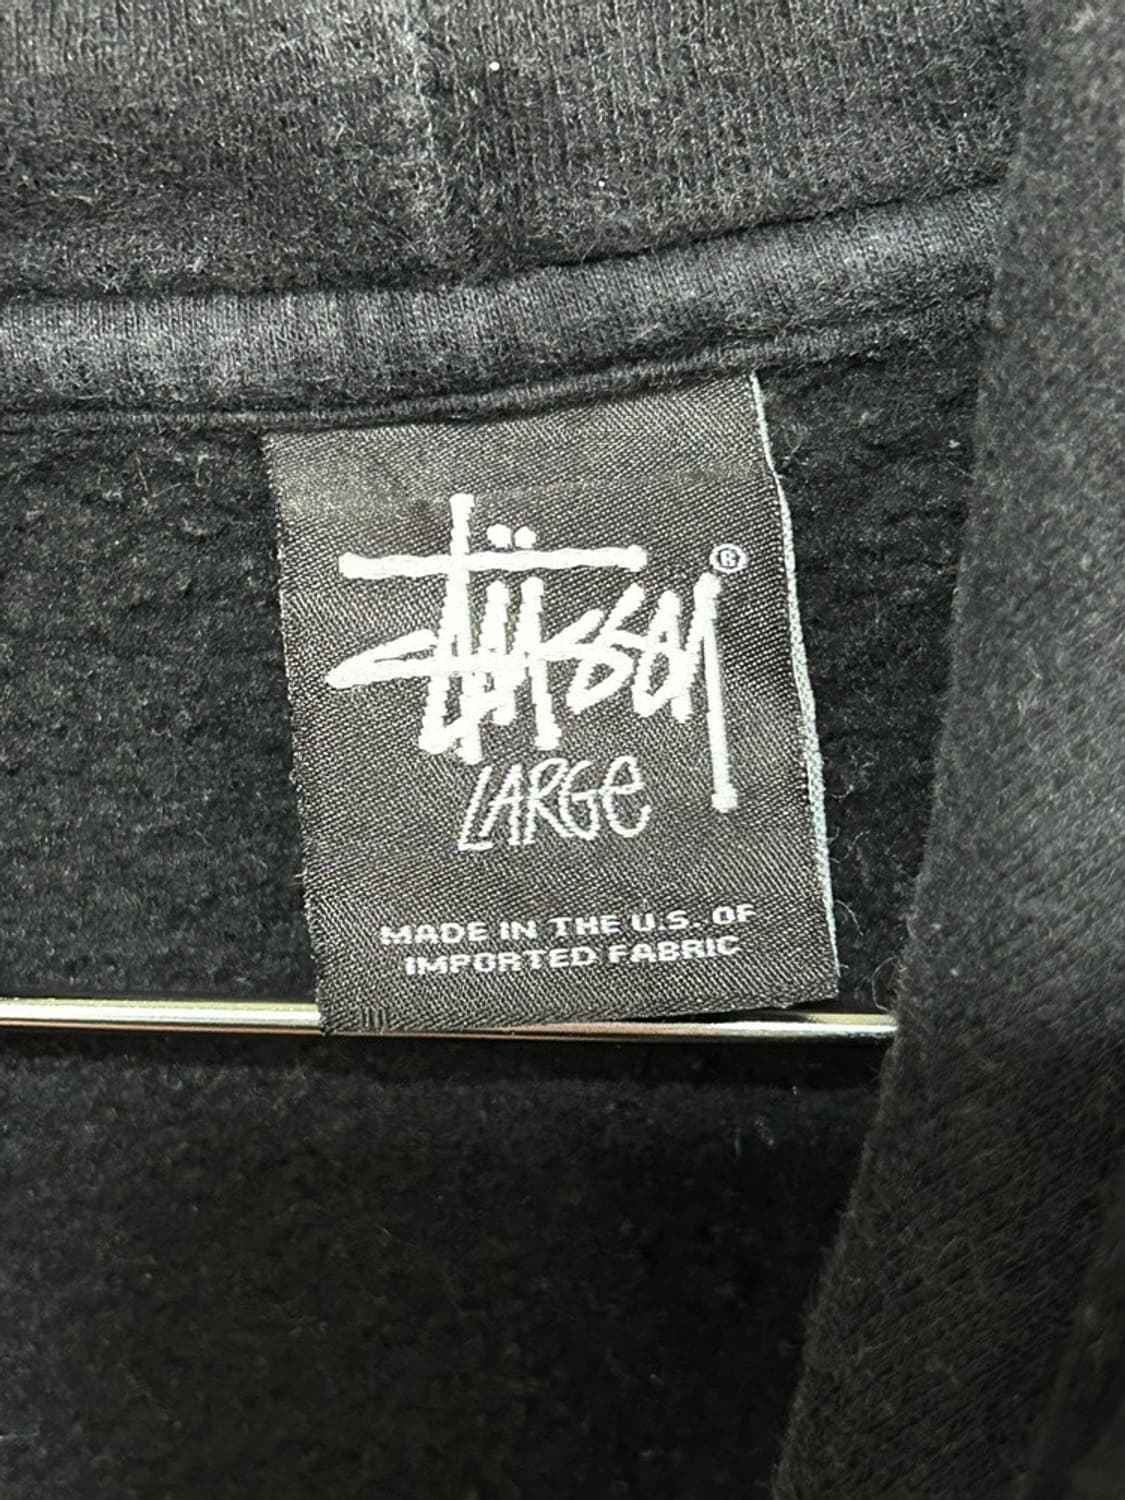 Stüssy ®
LARGe
MADE IN THE U.S. OF
IMPORTED FABRIC